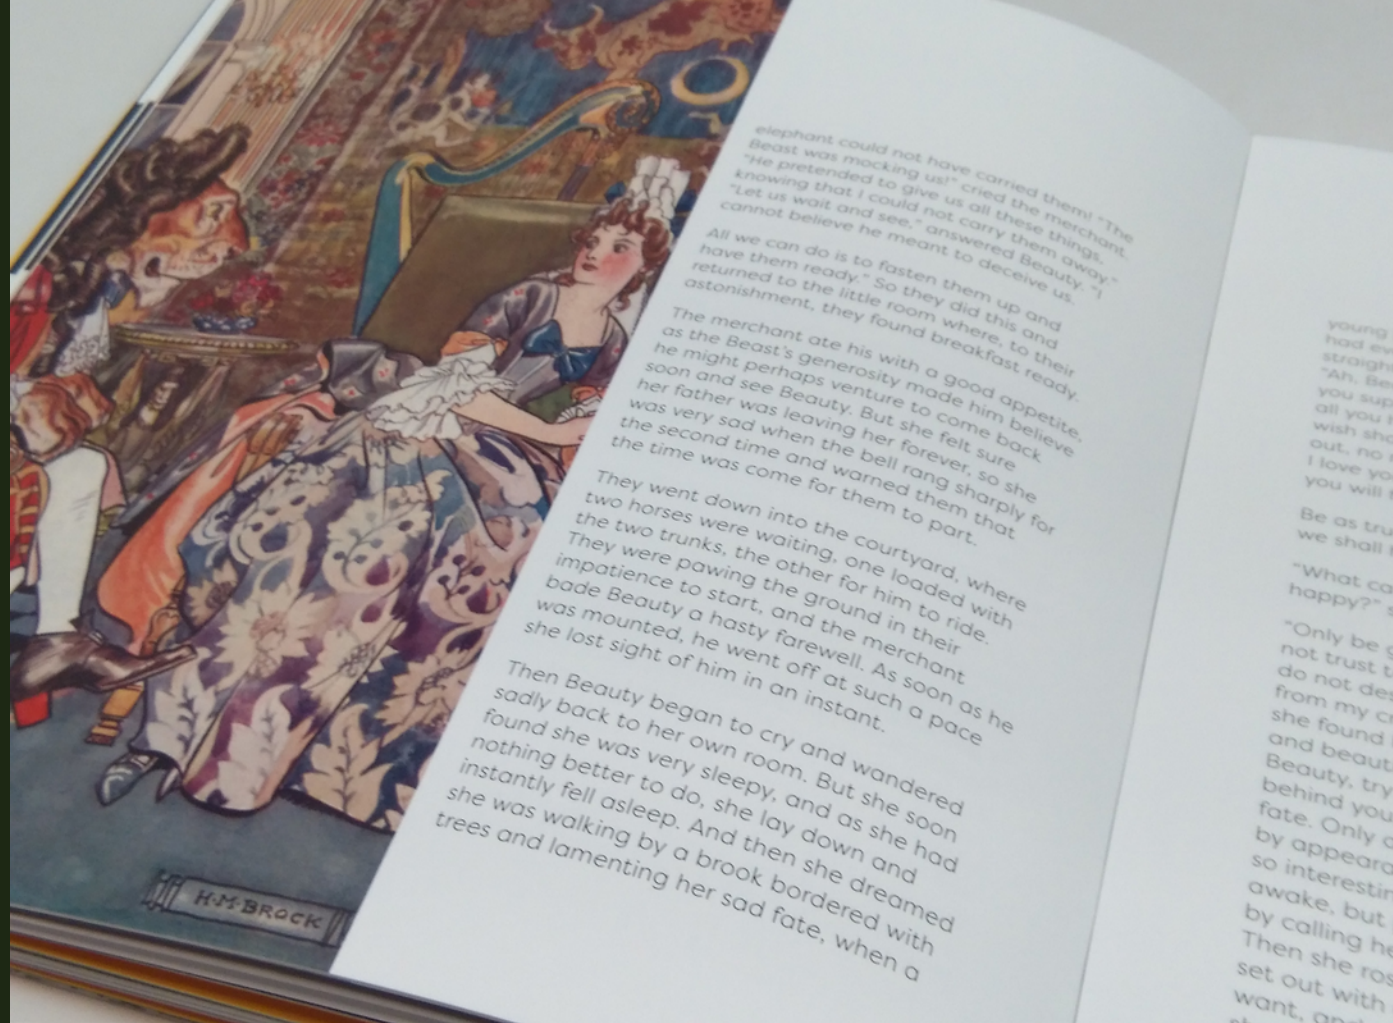 H·M·BROCK
elephant could not have carried them! "The
Beast was mocking us!" cried the merchant.
"He pretended to give us all these things,
knowing that I could not carry them away."
"Let us wait and see," answered Beauty. "I
cannot believe he meant to deceive us.
All we can do is to fasten them up and
have them ready." So they did this and
returned to the little room where, to their
astonishment, they found breakfast ready.
The merchant ate his with a good appetite,
as the Beast's generosity made him believe
he might perhaps venture to come back
soon and see Beauty. But she felt sure
her father was leaving her forever, so she
was very sad when the bell rang sharply for
the second time and warned them that
the time was come for them to part.
They went down into the courtyard, where
two horses were waiting, one loaded with
the two trunks, the other for him to ride.
They were pawing the ground in their
impatience to start, and the merchant
bade Beauty a hasty farewell. As soon as he
was mounted, he went off at such a pace
she lost sight of him in an instant.
Then Beauty began to cry and wandered
sadly back to her own room. But she soon
found she was very sleepy, and as she had
nothing better to do, she lay down and
instantly fell asleep. And then she dreamed
she was walking by a brook bordered with
trees and lamenting her sad fate, when a
young
had
"Ah,
you
all you
wish
out, no
I love
you will
Be as
we shall
"What
happy?"
"Only be
not trust
do not
from my
she found
and
Beauty, try
behind
fate. Only
by
so
awake, but
by calling
Then she
set out with
want,